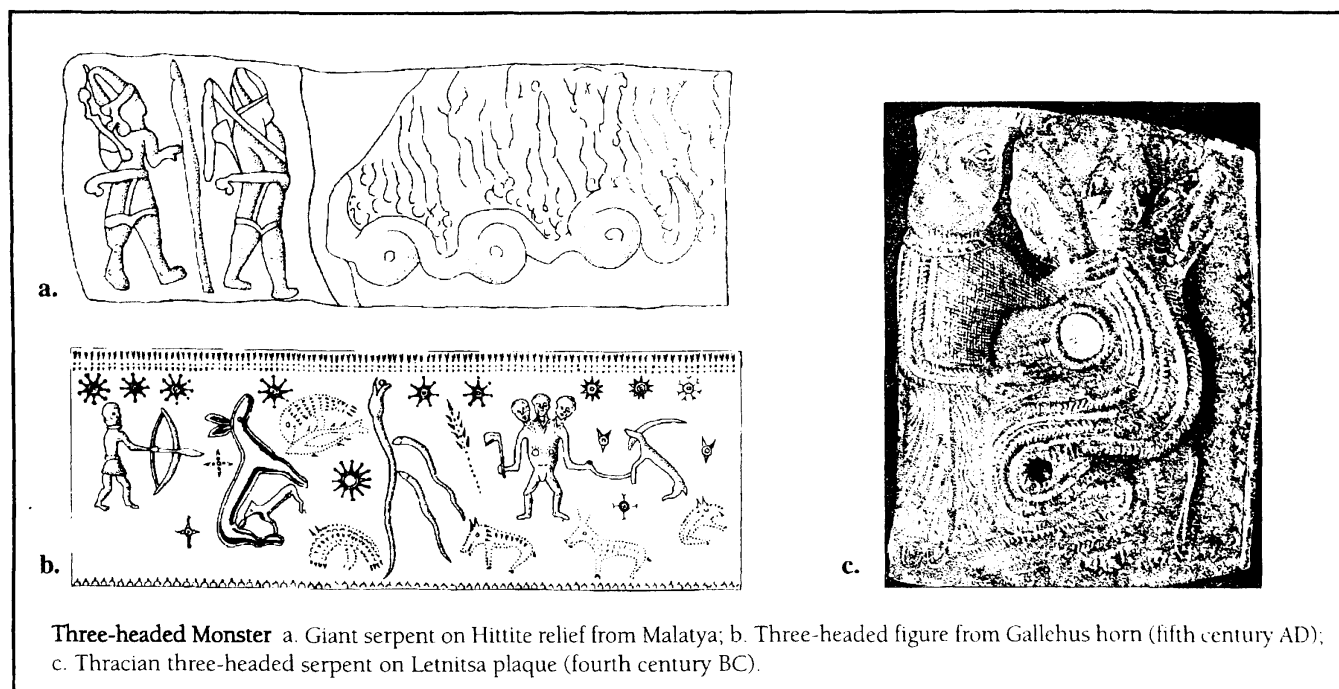 a.
b.
c.
Three-headed Monster a. Giant serpent on Hittite relief from Malatya; b. Three-headed figure from Gallehus horn (fifth century AD);
c. Thracian three-headed serpent on Letnitsa plaque (fourth century BC).